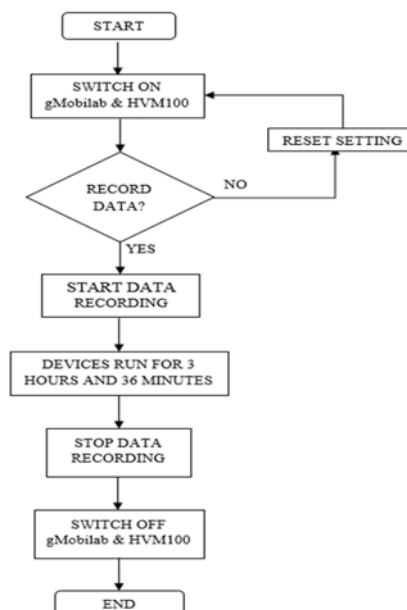 START
SWITCH ON
gMobilab & HVM100
RESET SETTING
RECORD
DATA?
NO
YES
START DATA
RECORDING
DEVICES RUN FOR 3
HOURS AND 36 MINUTES
STOP DATA
RECORDING
SWITCH OFF
gMobilab & HVM100
END